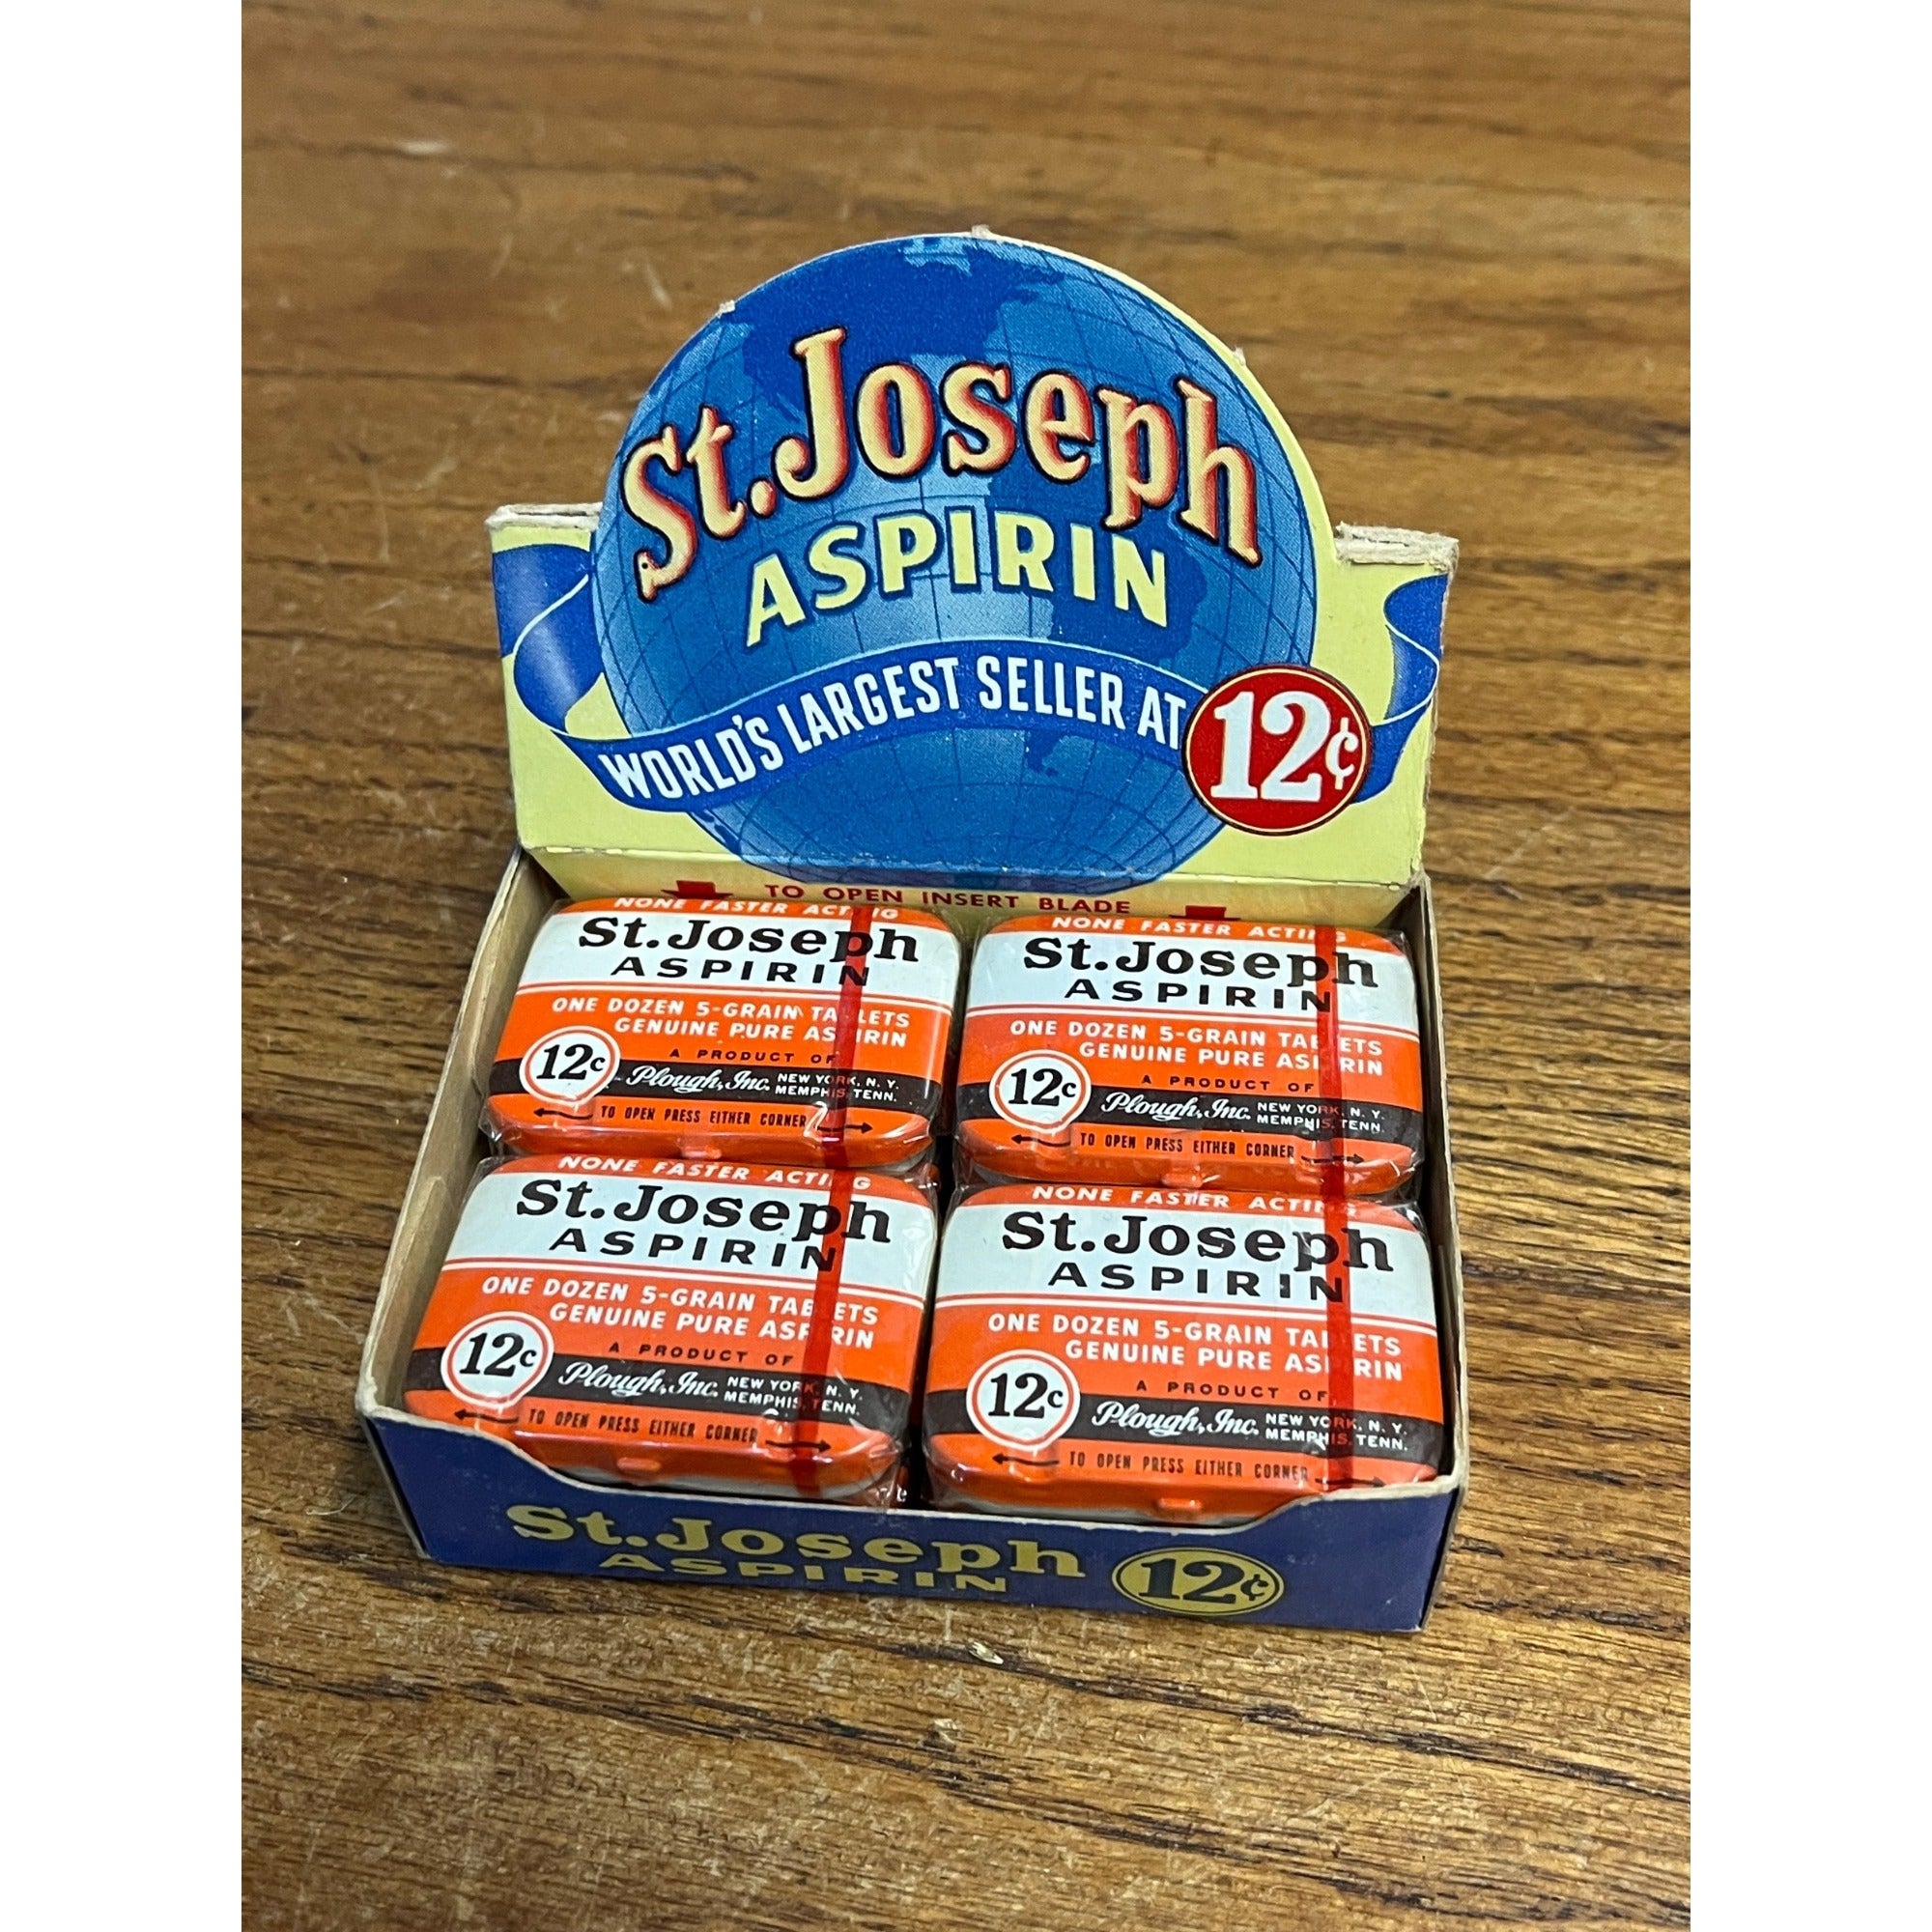 St. Joseph
ASPIRIN
WORLD'S LARGEST SELLER AT 12¢
TO OPEN INSERT BLADE
NONE FASTER ACTING
St. Joseph
ASPIRIN
ONE DOZEN 5-GRAIN TABLETS
GENUINE PURE ASPIRIN
12c
A PRODUCT OF
Plough, Inc. NEW YORK, N. Y.
MEMPHIS, TENN.
TO OPEN PRESS EITHER CORNER
NONE FASTER ACTING
St. Joseph
ASPIRIN
ONE DOZEN 5-GRAIN TABLETS
GENUINE PURE ASPIRIN
12c
A PRODUCT OF
Plough, Inc. NEW YORK, N. Y.
MEMPHIS, TENN.
TO OPEN PRESS EITHER CORNER
NONE FASTER ACTING
St. Joseph
ASPIRIN
ONE DOZEN 5-GRAIN TABLETS
GENUINE PURE ASPIRIN
12c
A PRODUCT OF
Plough, Inc. NEW YORK, N. Y.
MEMPHIS, TENN.
TO OPEN PRESS EITHER CORNER
NONE FASTER ACTING
St. Joseph
ASPIRIN
ONE DOZEN 5-GRAIN TABLETS
GENUINE PURE ASPIRIN
12c
A PRODUCT OF
Plough, Inc. NEW YORK, N. Y.
MEMPHIS, TENN.
TO OPEN PRESS EITHER CORNER
St. Joseph
ASPIRIN
12¢